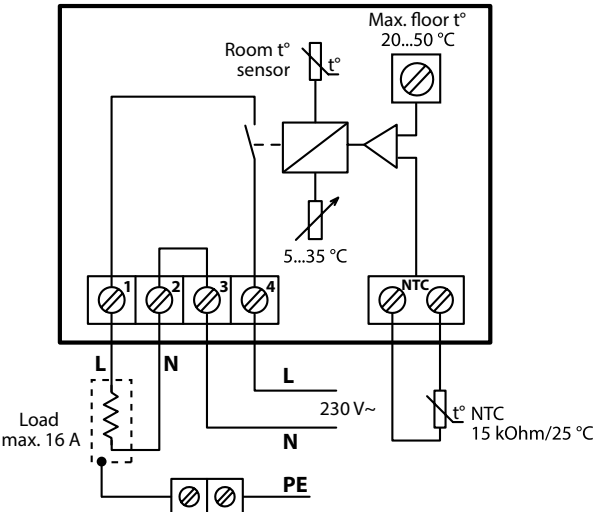 Max. floor t°
20...50 °C
Room t°
sensor
t°
5...35 °C
1
2
3
4
NTC
L
N
L
230 V~
N
Load
max. 16 A
t° NTC
15 kOhm/25 °C
PE